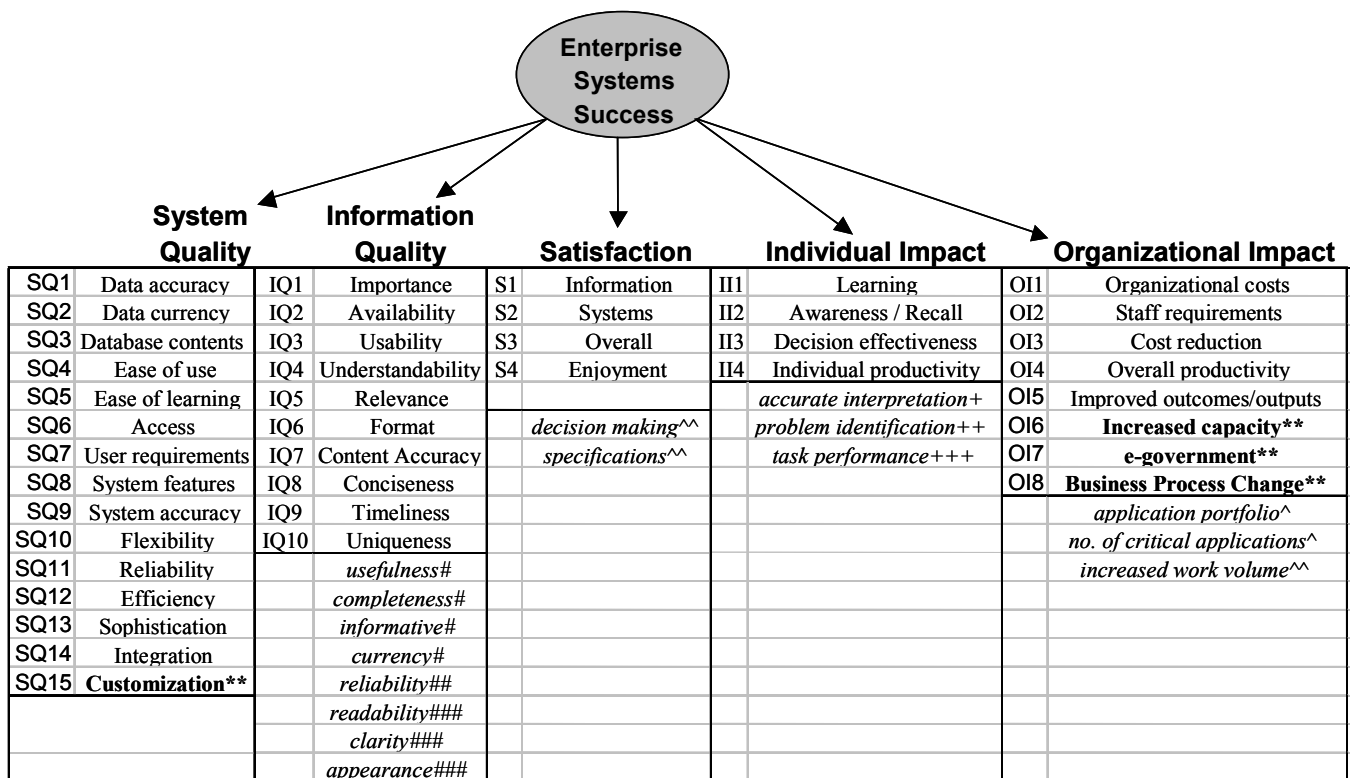 Enterprise
Systems
Success
System Quality
Information Quality
Satisfaction
Individual Impact
Organizational Impact
SQ1 Data accuracy IQ1 Importance S1 Information II1 Learning OI1 Organizational costs
SQ2 Data currency IQ2 Availability S2 Systems II2 Awareness / Recall OI2 Staff requirements
SQ3 Database contents IQ3 Usability S3 Overall II3 Decision effectiveness OI3 Cost reduction
SQ4 Ease of use IQ4 Understandability S4 Enjoyment II4 Individual productivity OI4 Overall productivity
SQ5 Ease of learning IQ5 Relevance accurate interpretation+ OI5 Improved outcomes/outputs
SQ6 Access IQ6 Format decision making^^ problem identification++ OI6 Increased capacity**
SQ7 User requirements IQ7 Content Accuracy specifications^^ task performance+++ OI7 e-government**
SQ8 System features IQ8 Conciseness OI8 Business Process Change**
SQ9 System accuracy IQ9 Timeliness application portfolio^
SQ10 Flexibility IQ10 Uniqueness no. of critical applications^
SQ11 Reliability usefulness# increased work volume^^
SQ12 Efficiency completeness#
SQ13 Sophistication informative#
SQ14 Integration currency#
SQ15 Customization** reliability##
readability###
clarity###
appearance###